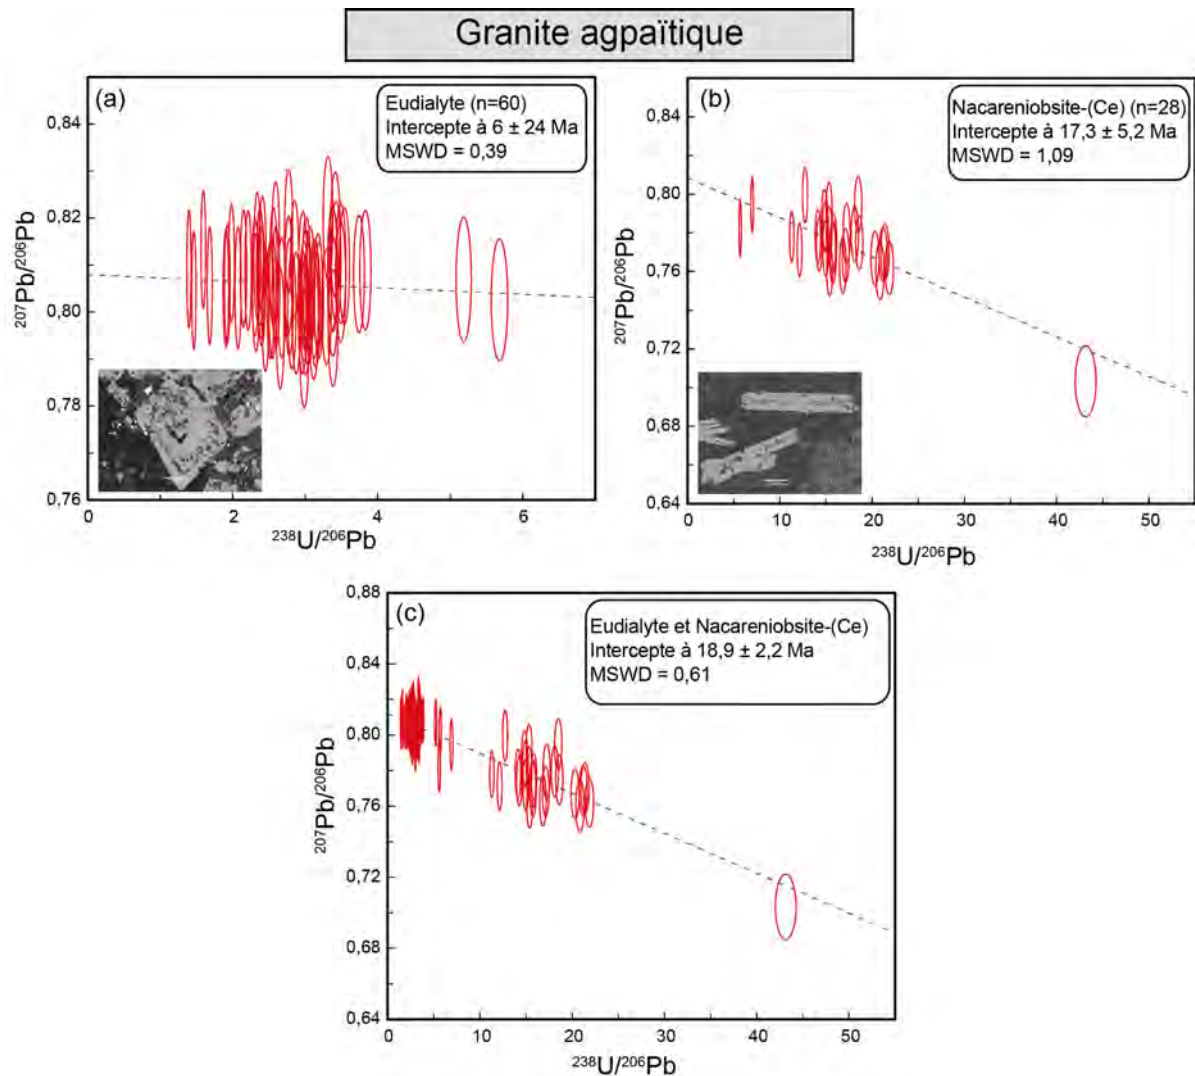 Granite agpaïtique
(a)
Eudialyte (n=60)
Intercepte à 6 ± 24 Ma
MSWD = 0,39
0,84
0,82
0,80
0,78
0,76
²⁰⁷Pb/²⁰⁶Pb
0 2 4 6
²³⁸U/²⁰⁶Pb
(b)
Nacareniobsite-(Ce) (n=28)
Intercepte à 17,3 ± 5,2 Ma
MSWD = 1,09
0,84
0,80
0,76
0,72
0,68
0,64
²⁰⁷Pb/²⁰⁶Pb
0 10 20 30 40 50
²³⁸U/²⁰⁶Pb
(c)
Eudialyte et Nacareniobsite-(Ce)
Intercepte à 18,9 ± 2,2 Ma
MSWD = 0,61
0,88
0,84
0,80
0,76
0,72
0,68
0,64
²⁰⁷Pb/²⁰⁶Pb
0 10 20 30 40 50
²³⁸U/²⁰⁶Pb